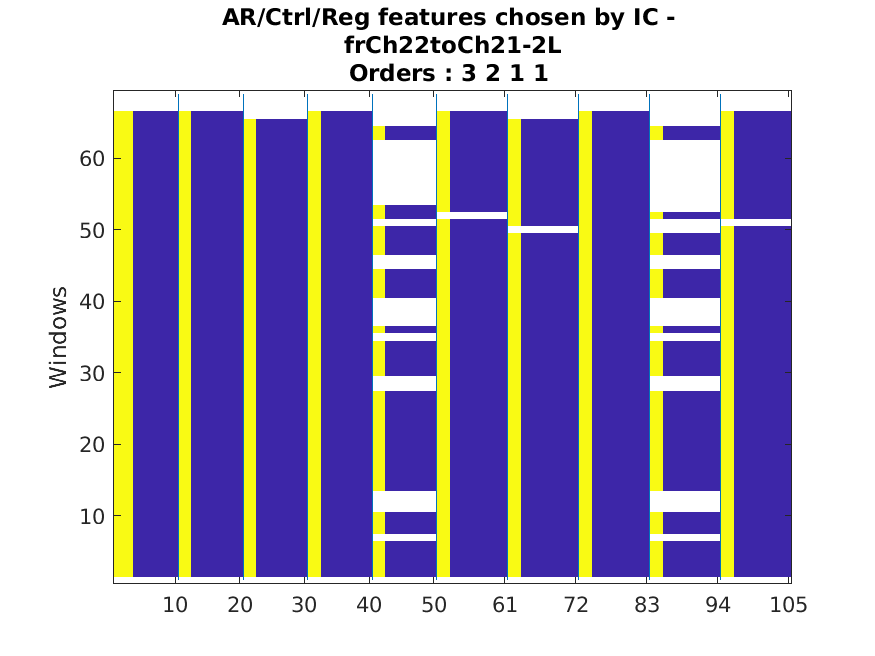 AR/Ctrl/Reg features chosen by IC -
frCh22toCh21-2L
Orders : 3 2 1 1
Windows
60
50
40
30
20
10
10 20 30 40 50 61 72 83 94 105